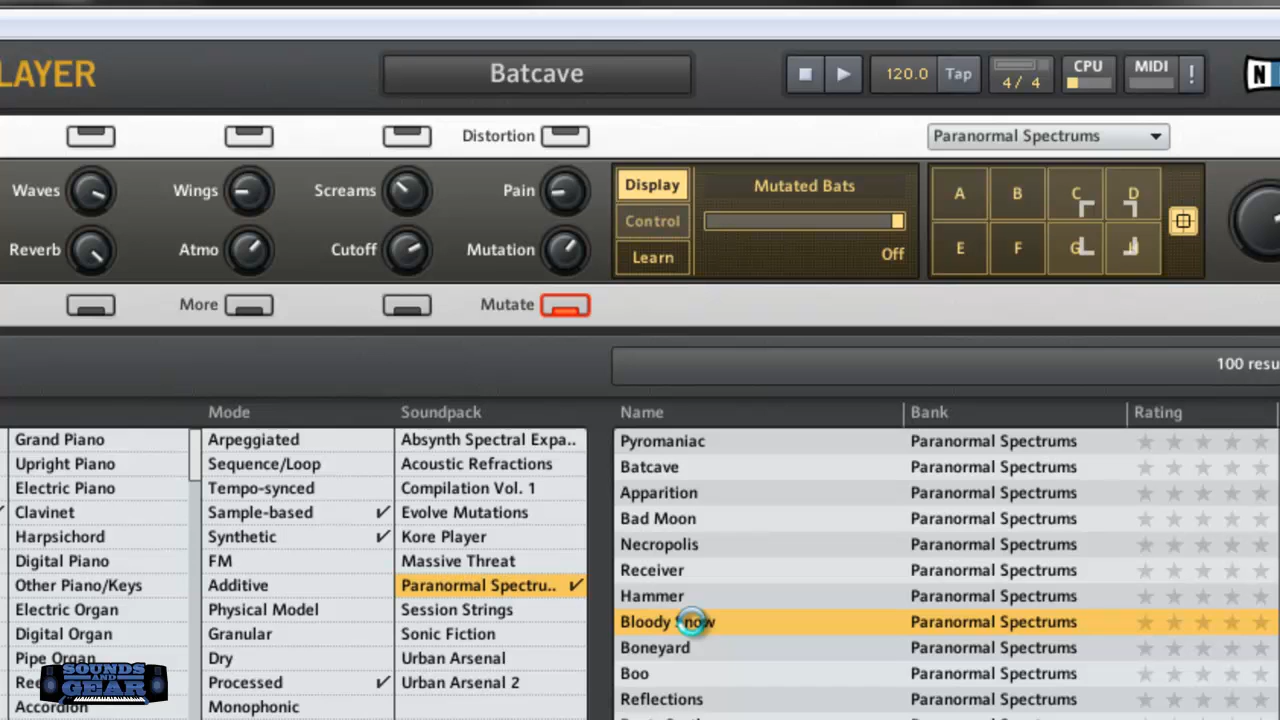 LAYER
Batcave
120.0 Tap
4 / 4
CPU
MIDI !
N
Distortion
Paranormal Spectrums
Waves
Wings
Screams
Pain
Reverb
Atmo
Cutoff
Mutation
More
Mutate
Display
Control
Learn
Mutated Bats
Off
A B C D
E F G H
100 resu
Mode
Soundpack
Name
Bank
Rating
Grand Piano
Upright Piano
Electric Piano
Clavinet
Harpsichord
Digital Piano
Other Piano/Keys
Electric Organ
Digital Organ
Pipe Organ
Ree
Accordion
Arpeggiated
Sequence/Loop
Tempo-synced
Sample-based
Synthetic
FM
Additive
Physical Model
Granular
Dry
Processed
Monophonic
Absynth Spectral Expa..
Acoustic Refractions
Compilation Vol. 1
Evolve Mutations
Kore Player
Massive Threat
Paranormal Spectru..
Session Strings
Sonic Fiction
Urban Arsenal
Urban Arsenal 2
Pyromaniac Paranormal Spectrums
Batcave Paranormal Spectrums
Apparition Paranormal Spectrums
Bad Moon Paranormal Spectrums
Necropolis Paranormal Spectrums
Receiver Paranormal Spectrums
Hammer Paranormal Spectrums
Bloody Snow Paranormal Spectrums
Boneyard Paranormal Spectrums
Boo Paranormal Spectrums
Reflections Paranormal Spectrums
SOUNDS
AND
GEAR